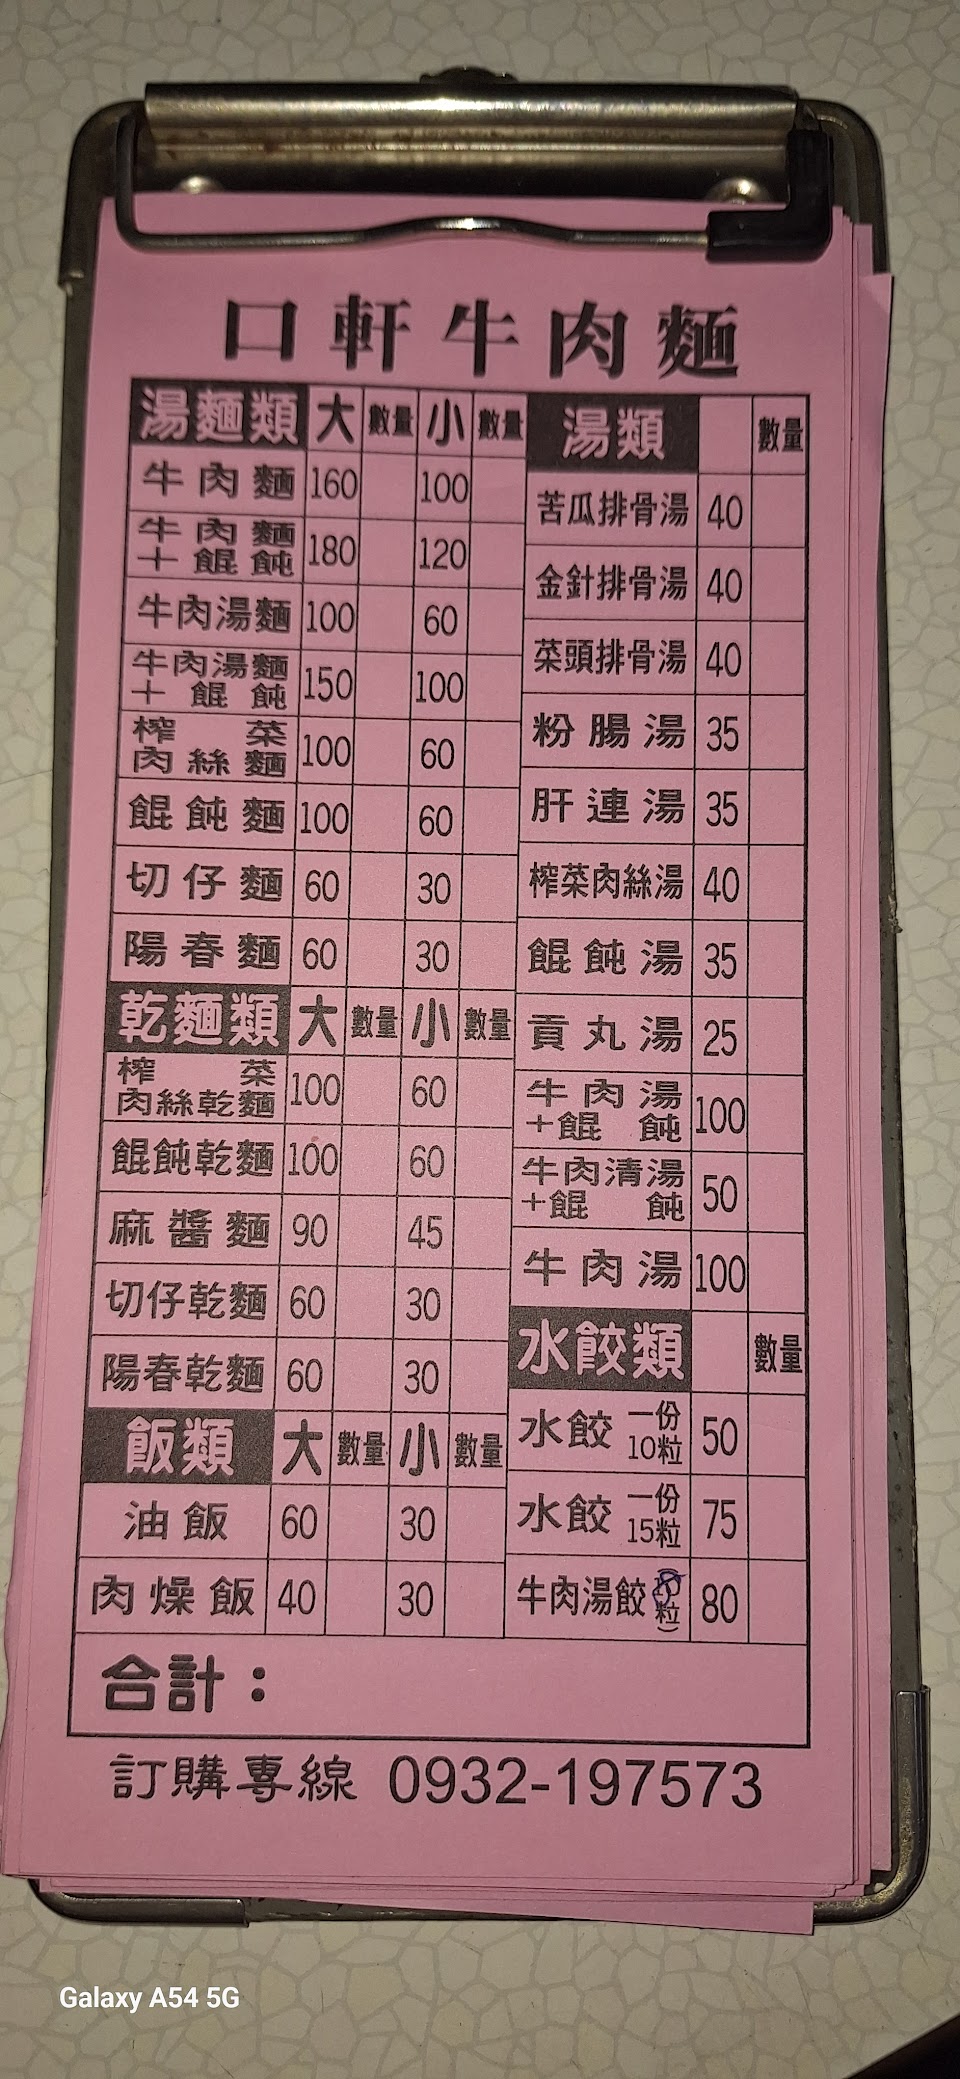 口軒牛肉麵
湯麵類 大 數量 小 數量
牛肉麵 160 100
牛肉麵
＋餛飩 180 120
牛肉湯麵 100 60
牛肉湯麵
＋餛飩 150 100
榨菜
肉絲麵 100 60
餛飩麵 100 60
切仔麵 60 30
陽春麵 60 30
乾麵類 大 數量 小 數量
榨菜
肉絲乾麵 100 60
餛飩乾麵 100 60
麻醬麵 90 45
切仔乾麵 60 30
陽春乾麵 60 30
飯類 大 數量 小 數量
油飯 60 30
肉燥飯 40 30
湯類 數量
苦瓜排骨湯 40
金針排骨湯 40
菜頭排骨湯 40
粉腸湯 35
肝連湯 35
榨菜肉絲湯 40
餛飩湯 35
貢丸湯 25
牛肉湯
+餛飩 100
牛肉清湯
+餛飩 50
牛肉湯 100
水餃類 數量
水餃 一份
10粒 50
水餃 一份
15粒 75
牛肉湯餃 粒) 80
合計：
訂購專線 0932-197573
Galaxy A54 5G